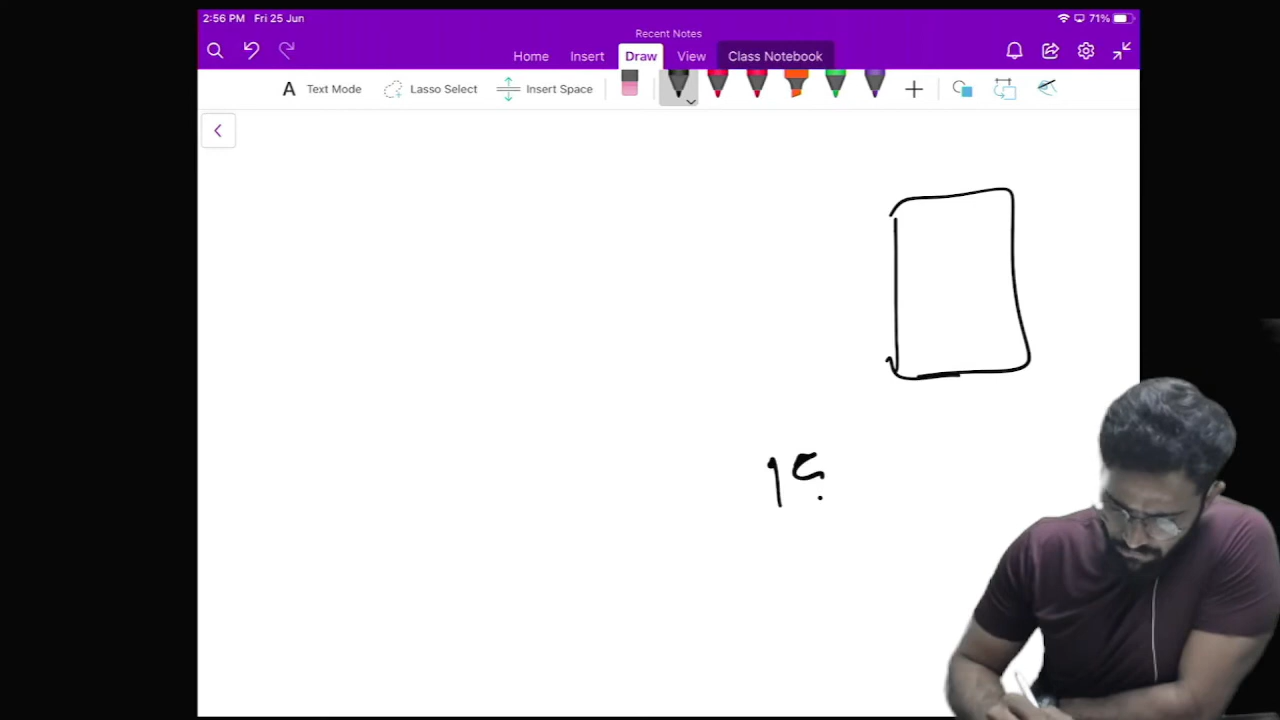 2:56 PM Fri 25 Jun 71%
Recent Notes
Home Insert Draw View Class Notebook
A Text Mode Lasso Select Insert Space